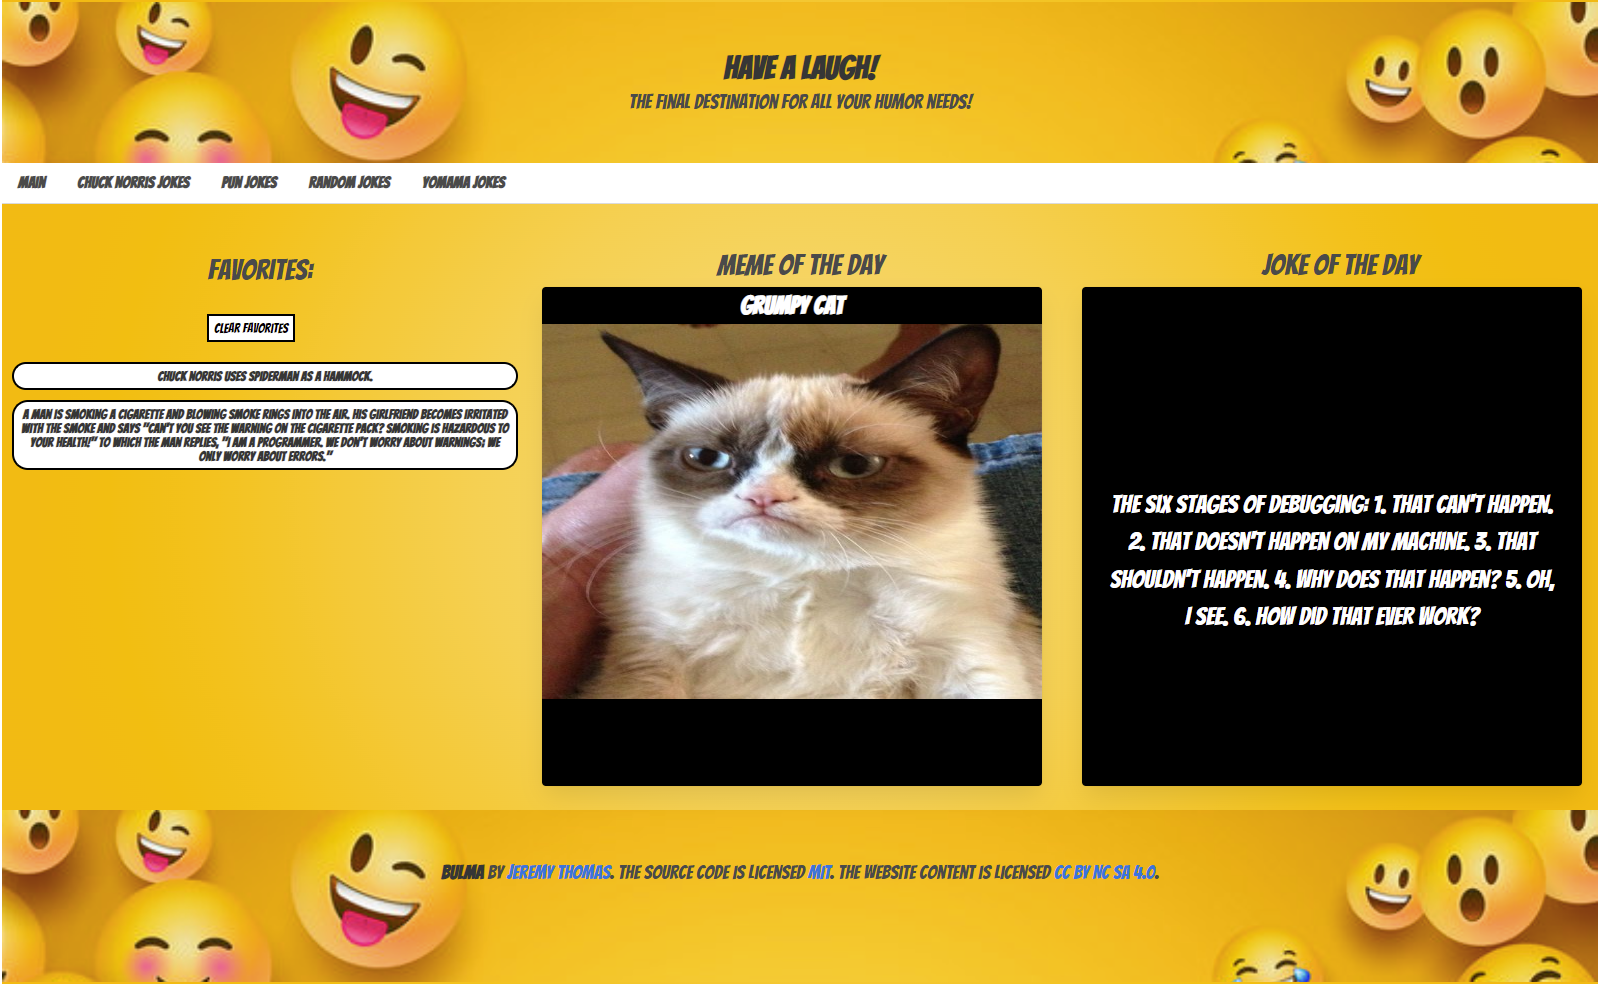 HAVE A LAUGH!
THE FINAL DESTINATION FOR ALL YOUR HUMOR NEEDS!
MAIN CHUCK NORRIS JOKES PUN JOKES RANDOM JOKES YOMAMA JOKES
FAVORITES:
CLEAR FAVORITES
CHUCK NORRIS USES SPIDERMAN AS A HAMMOCK.
A MAN IS SMOKING A CIGARETTE AND BLOWING SMOKE RINGS INTO THE AIR. HIS GIRLFRIEND BECOMES IRRITATED
WITH THE SMOKE AND SAYS "CAN'T YOU SEE THE WARNING ON THE CIGARETTE PACK? SMOKING IS HAZARDOUS TO
YOUR HEALTH!" TO WHICH THE MAN REPLIES, "I AM A PROGRAMMER. WE DON'T WORRY ABOUT WARNINGS; WE
ONLY WORRY ABOUT ERRORS."
MEME OF THE DAY
GRUMPY CAT
JOKE OF THE DAY
THE SIX STAGES OF DEBUGGING: 1. THAT CAN'T HAPPEN.
2. THAT DOESN'T HAPPEN ON MY MACHINE. 3. THAT
SHOULDN'T HAPPEN. 4. WHY DOES THAT HAPPEN? 5. OH,
I SEE. 6. HOW DID THAT EVER WORK?
BULMA BY JEREMY THOMAS. THE SOURCE CODE IS LICENSED MIT. THE WEBSITE CONTENT IS LICENSED CC BY NC SA 4.0.